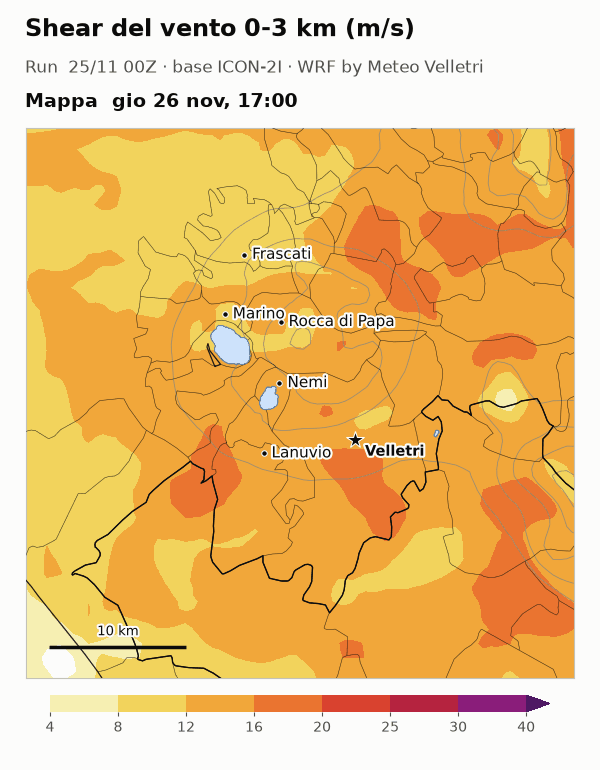 Shear del vento 0-3 km (m/s)
Run  25/11 00Z · base ICON-2I · WRF by Meteo Velletri
Mappa  gio 26 nov, 17:00
Frascati
Marino
Rocca di Papa
Nemi
Velletri
Lanuvio
10 km
4 8 12 16 20 25 30 40